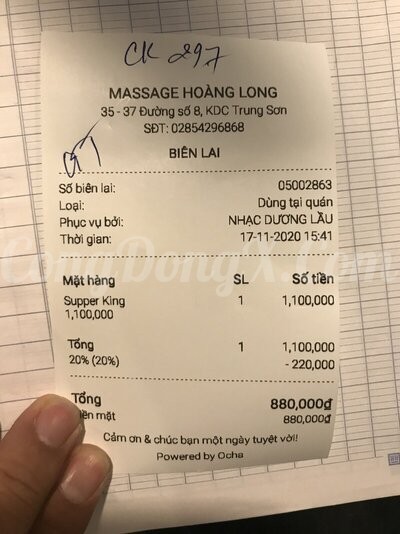 CK 297
MASSAGE HOÀNG LONG
35 - 37 Đường số 8, KDC Trung Sơn
SĐT: 02854296868
BIÊN LAI
Số biên lai: 05002863
Loại: Dùng tại quán
Phục vụ bởi: NHẠC DƯƠNG LẦU
Thời gian: 17-11-2020 15:41
Mặt hàng SL Số tiền
Supper King 1 1,100,000
1,100,000
Tổng 1 1,100,000
20% (20%) - 220,000
Tổng 880,000₫
mặt 880,000₫
Cảm ơn & chúc bạn một ngày tuyệt vời!
Powered by Ocha